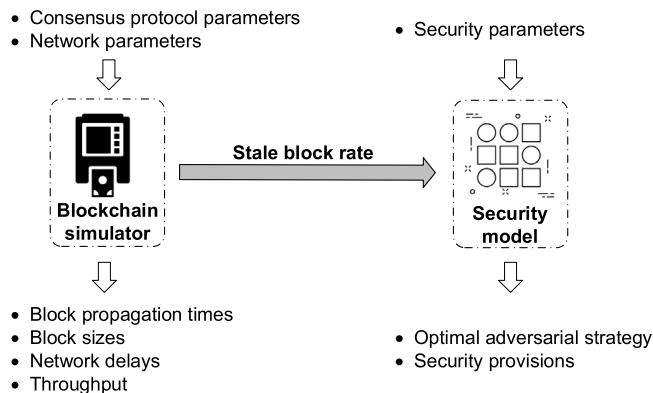 • Consensus protocol parameters
• Network parameters
• Security parameters
Stale block rate
Blockchain
simulator
Security
model
• Block propagation times
• Block sizes
• Network delays
• Throughput
• Optimal adversarial strategy
• Security provisions